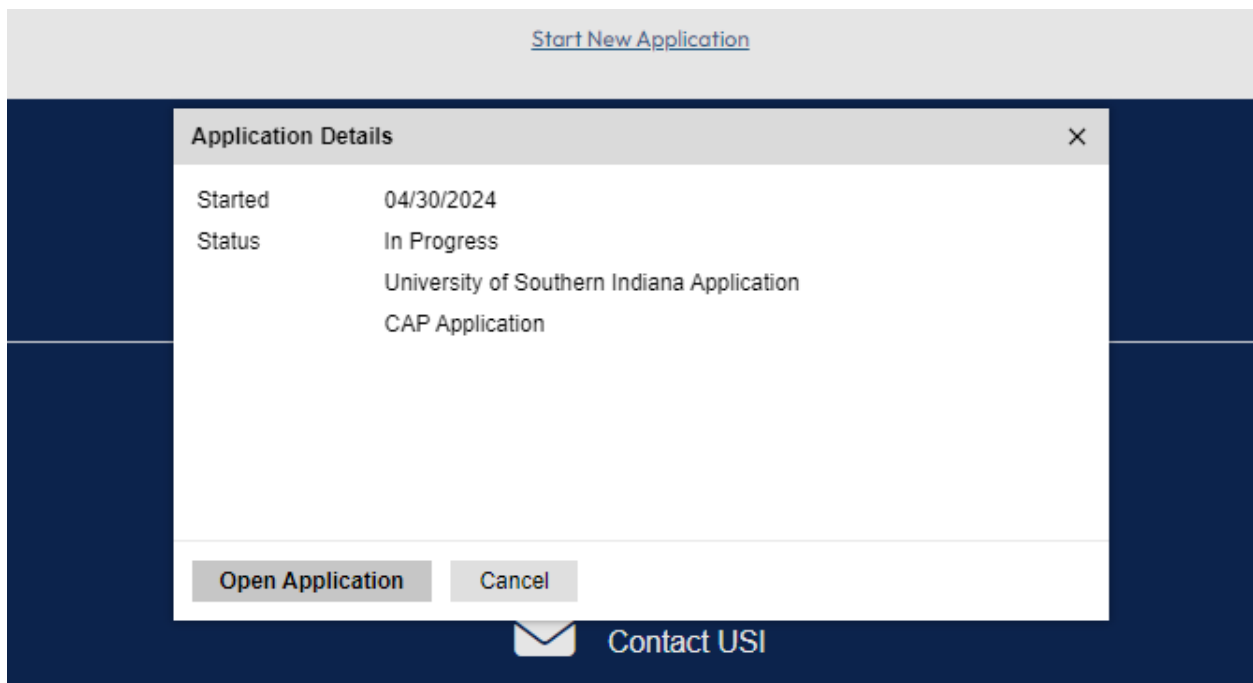 Start New Application
Application Details
Started 04/30/2024
Status In Progress
University of Southern Indiana Application
CAP Application
Open Application Cancel
Contact USI